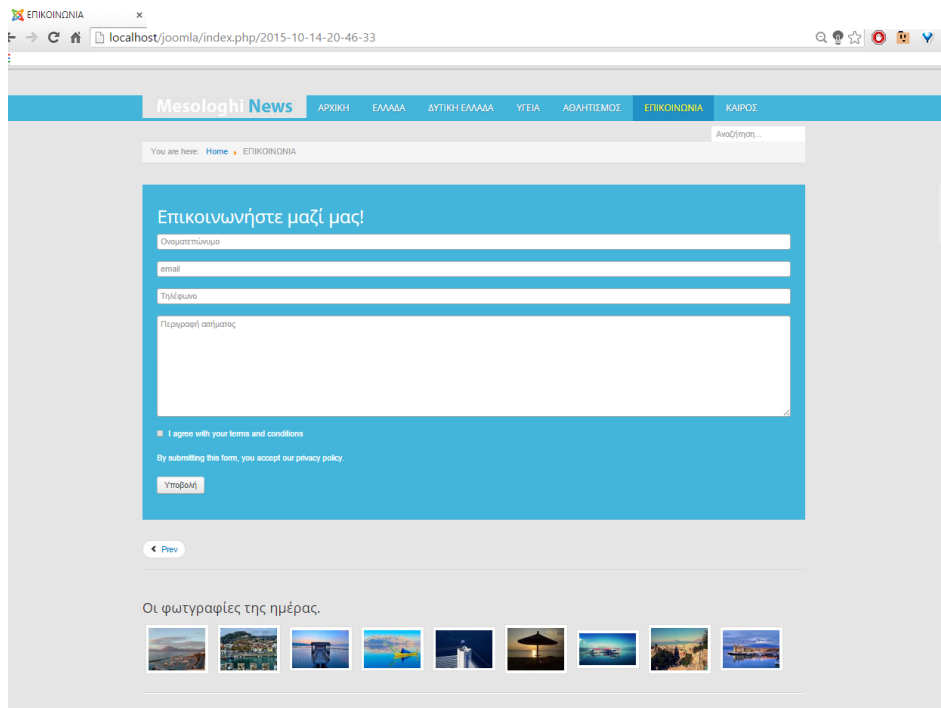 ΕΠΙΚΟΙΝΩΝΙΑ ×
localhost/joomla/index.php/2015-10-14-20-46-33
Mesologhi News ΑΡΧΙΚΗ ΕΛΛΑΔΑ ΔΥΤΙΚΗ ΕΛΛΑΔΑ ΥΓΕΙΑ ΑΘΛΗΤΙΣΜΟΣ ΕΠΙΚΟΙΝΩΝΙΑ ΚΑΙΡΟΣ
Αναζήτηση...
You are here: Home ΕΠΙΚΟΙΝΩΝΙΑ
Επικοινωνήστε μαζί μας!
Ονοματεπώνυμο
email
Τηλέφωνο
Περιγραφή αιτήματος
I agree with your terms and conditions
By submitting this form, you accept our privacy policy.
Υποβολή
Prev
Οι φωτγραφίες της ημέρας.